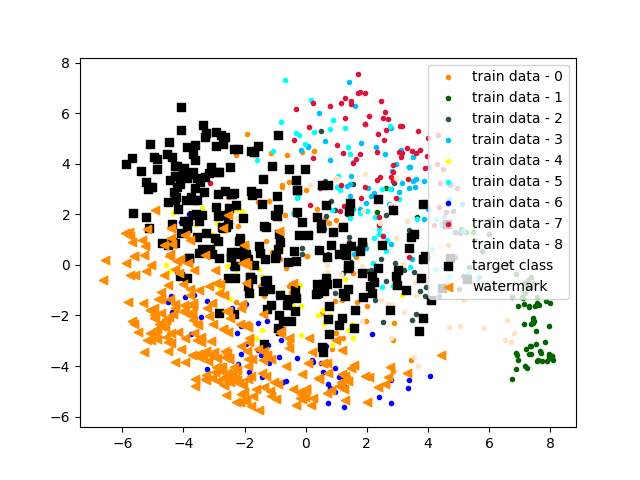 8
6
4
2
0
−2
−4
−6
−6
−4
−2
0
2
4
6
8
train data - 0
train data - 1
train data - 2
train data - 3
train data - 4
train data - 5
train data - 6
train data - 7
train data - 8
target class
watermark